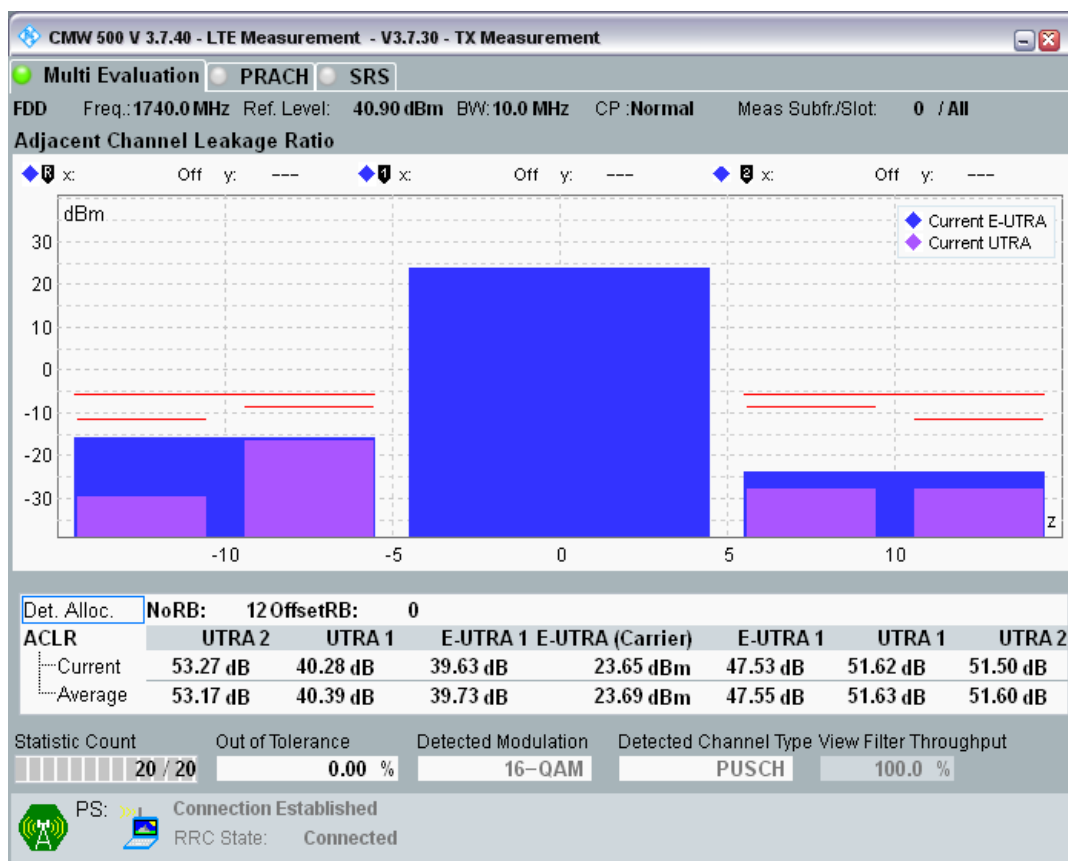 CMW 500 V 3.7.40 - LTE Measurement - V3.7.30 - TX Measurement
Multi Evaluation PRACH SRS
FDD Freq.: 1740.0 MHz Ref. Level: 40.90 dBm BW: 10.0 MHz CP :Normal Meas Subfr./Slot: 0 / All
Adjacent Channel Leakage Ratio
R x: Off y: --- 1 x: Off y: --- 2 x: Off y: ---
dBm
Current E-UTRA
Current UTRA
30
20
10
0
-10
-20
-30
z
-10 -5 0 5 10
Det. Alloc. NoRB: 12 OffsetRB: 0
ACLR UTRA 2 UTRA 1 E-UTRA 1 E-UTRA (Carrier) E-UTRA 1 UTRA 1 UTRA 2
Current 53.27 dB 40.28 dB 39.63 dB 23.65 dBm 47.53 dB 51.62 dB 51.50 dB
Average 53.17 dB 40.39 dB 39.73 dB 23.69 dBm 47.55 dB 51.63 dB 51.60 dB
Statistic Count Out of Tolerance Detected Modulation Detected Channel Type View Filter Throughput
20 / 20 0.00 % 16-QAM PUSCH 100.0 %
PS: Connection Established
RRC State: Connected